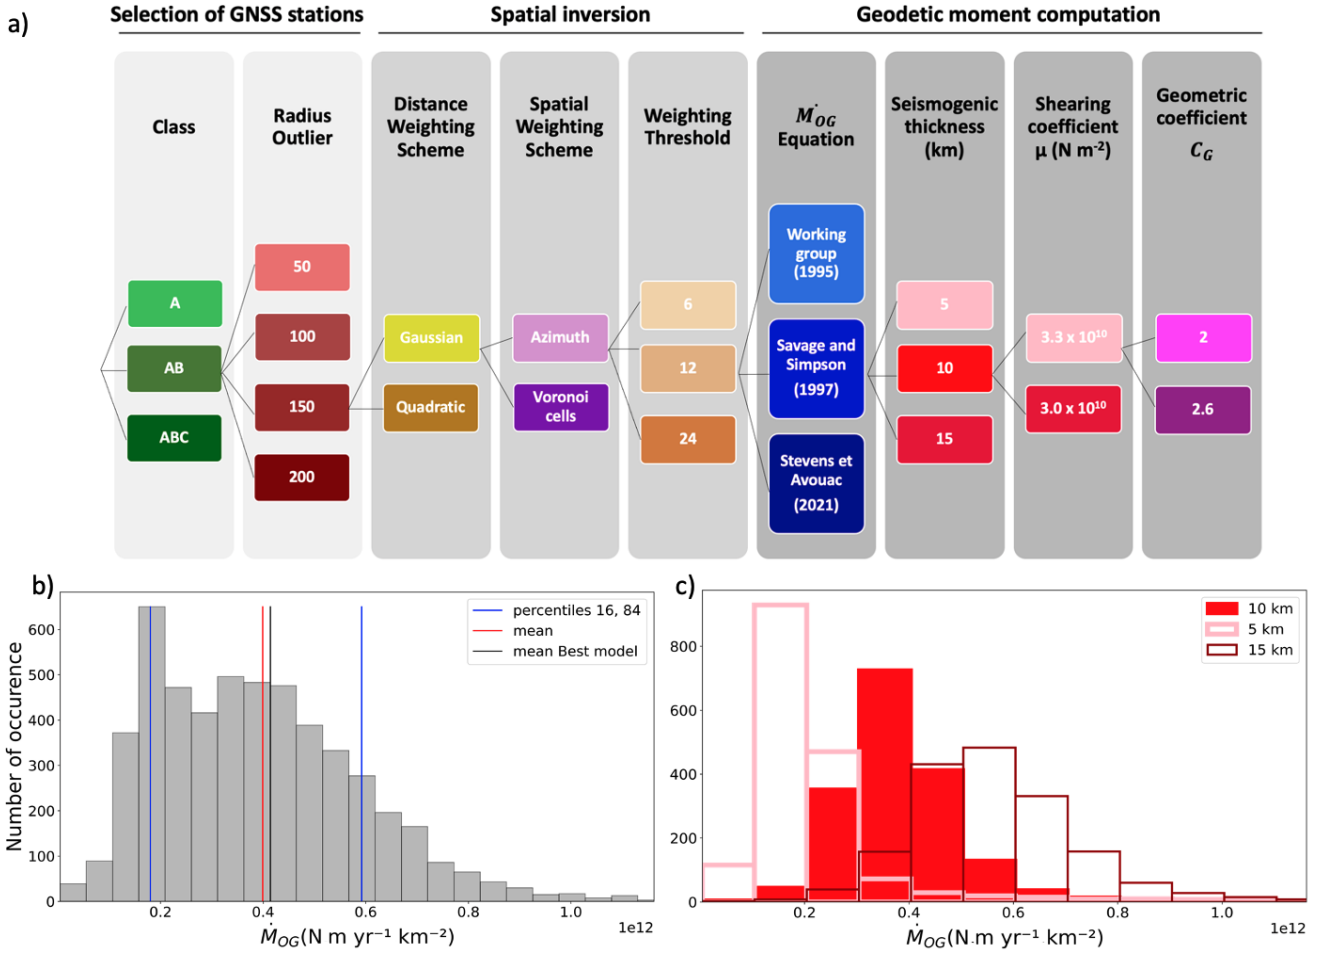 a)
Selection of GNSS stations
Spatial inversion
Geodetic moment computation
Class
Radius
Outlier
Distance
Weighting
Scheme
Spatial
Weighting
Scheme
Weighting
Threshold
Ṁ_OG
Equation
Seismogenic
thickness
(km)
Shearing
coefficient
μ (N m⁻²)
Geometric
coefficient
C_G
A
AB
ABC
50
100
150
200
Gaussian
Quadratic
Azimuth
Voronoi
cells
6
12
24
Working
group
(1995)
Savage and
Simpson
(1997)
Stevens et
Avouac
(2021)
5
10
15
3.3 x 10¹⁰
3.0 x 10¹⁰
2
2.6
b)
percentiles 16, 84
mean
mean Best model
Number of occurence
600
500
400
300
200
100
0
0.2 0.4 0.6 0.8 1.0
1e12
Ṁ_OG(N m yr⁻¹ km⁻²)
c)
10 km
5 km
15 km
800
600
400
200
0
0.2 0.4 0.6 0.8 1.0
1e12
Ṁ_OG(N m yr⁻¹ km⁻²)